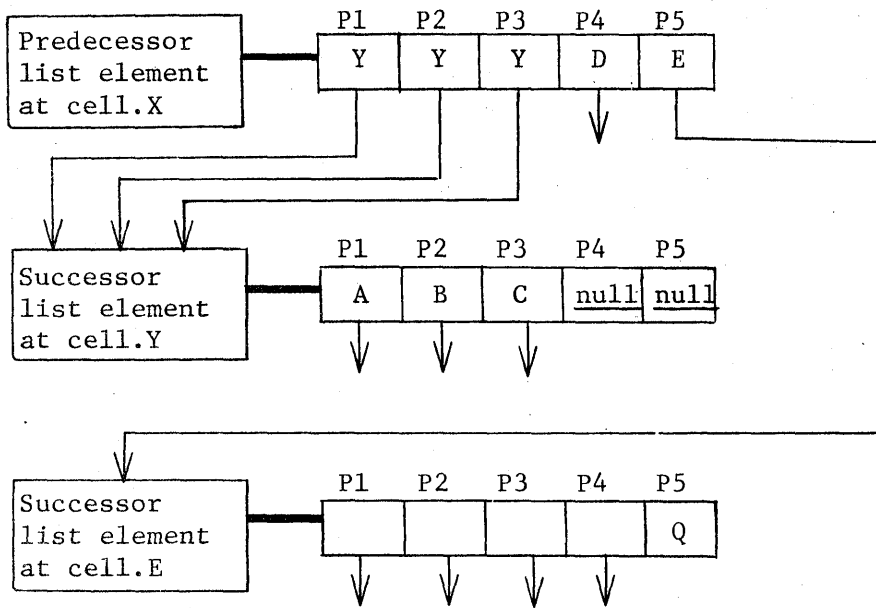 P1 P2 P3 P4 P5
Predecessor
list element
at cell.X
Y Y Y D E
P1 P2 P3 P4 P5
Successor
list element
at cell.Y
A B C null null
P1 P2 P3 P4 P5
Successor
list element
at cell.E
Q